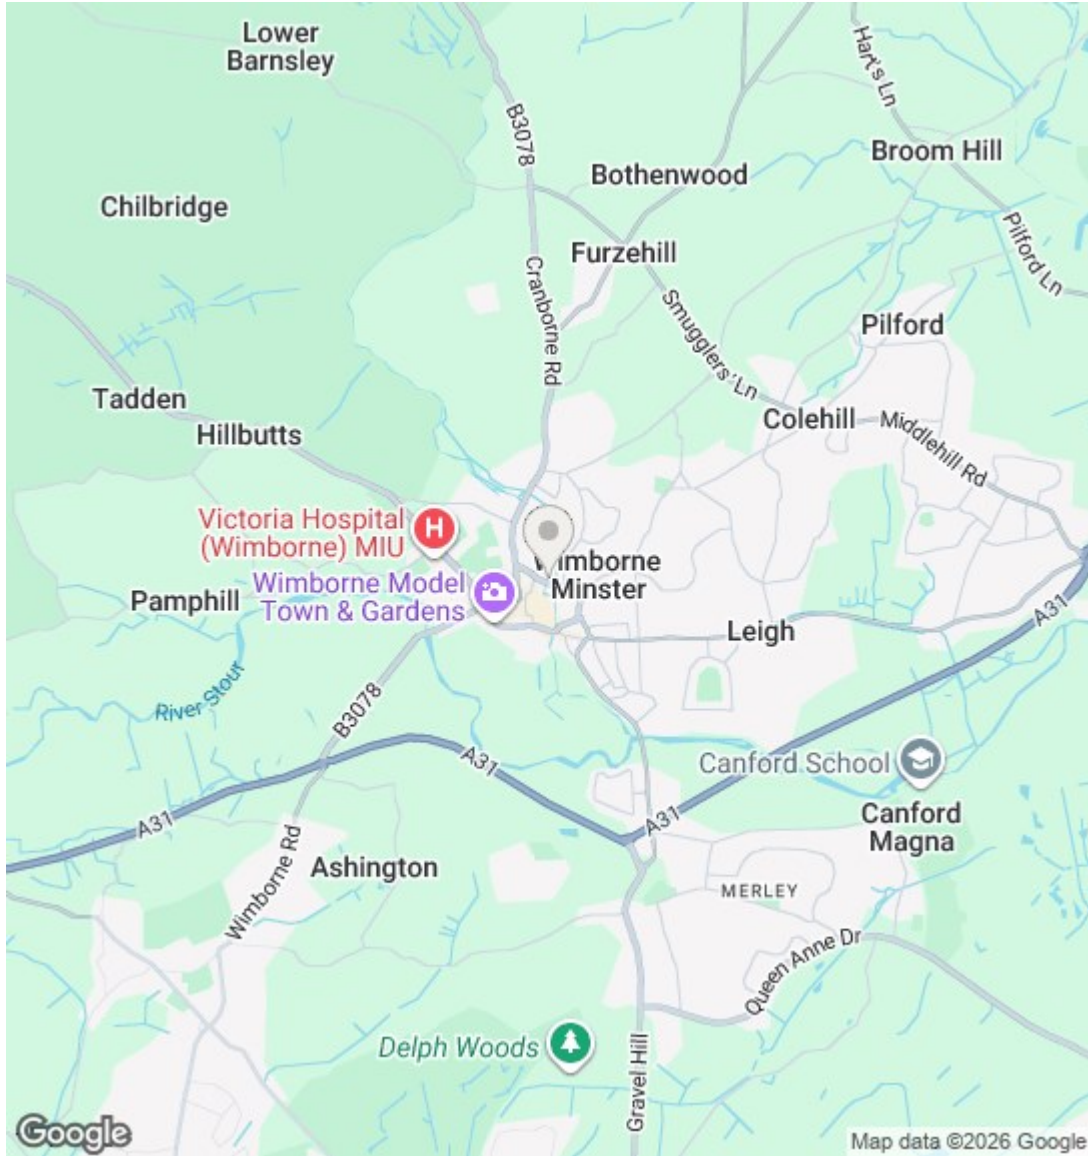 Lower
Barnsley
Hart's Ln
B3078
Broom Hill
Bothenwood
Chilbridge
Pilford Ln
Furzehill
Cranborne Rd
Smugglers' Ln
Pilford
Tadden
Colehill
Middlehill Rd
Hillbutts
Victoria Hospital
(Wimborne) MIU
H
Wimborne
Minster
Wimborne Model
Town & Gardens
Pamphill
A31
Leigh
River Stour
B3078
A31
Canford School
A31
A31
Canford
Magna
Ashington
Wimborne Rd
MERLEY
Queen Anne Dr
Delph Woods
Gravel Hill
Google
Map data ©2026 Google